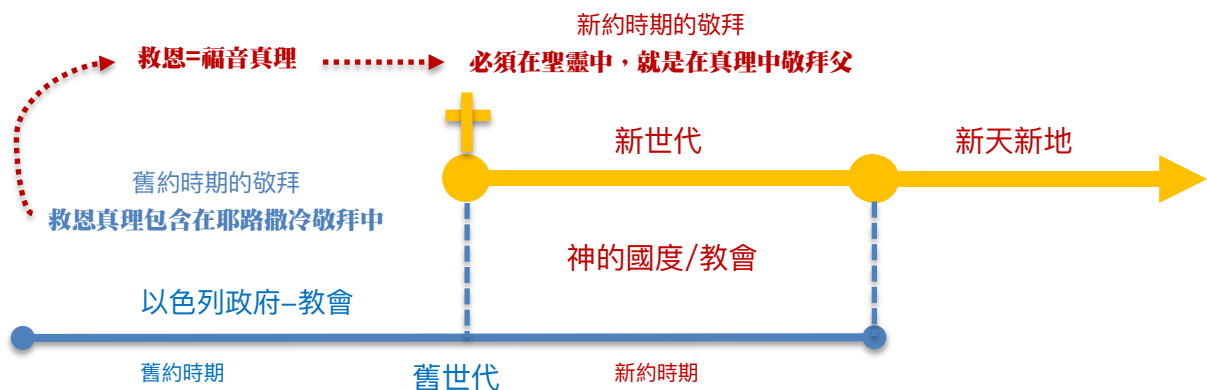 新約時期的敬拜
救恩=福音真理
必須在聖靈中，就是在真理中敬拜父
新世代
新天新地
舊約時期的敬拜
救恩真理包含在耶路撒冷敬拜中
神的國度/教會
以色列政府–教會
舊約時期
舊世代
新約時期